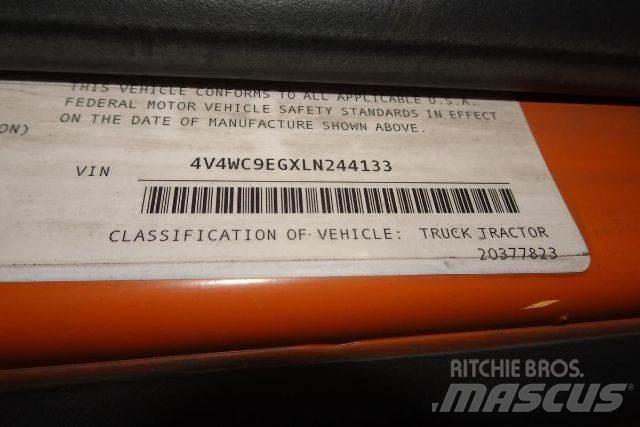 THIS VEHICLE CONFORMS TO ALL APPLICABLE U.S.A.
FEDERAL MOTOR VEHICLE SAFETY STANDARDS IN EFFECT
ON THE DATE OF MANUFACTURE SHOWN ABOVE.
ON)
VIN 4V4WC9EGXLN244133
CLASSIFICATION OF VEHICLE: TRUCK TRACTOR
20377823
RITCHIE BROS.
MASCUS